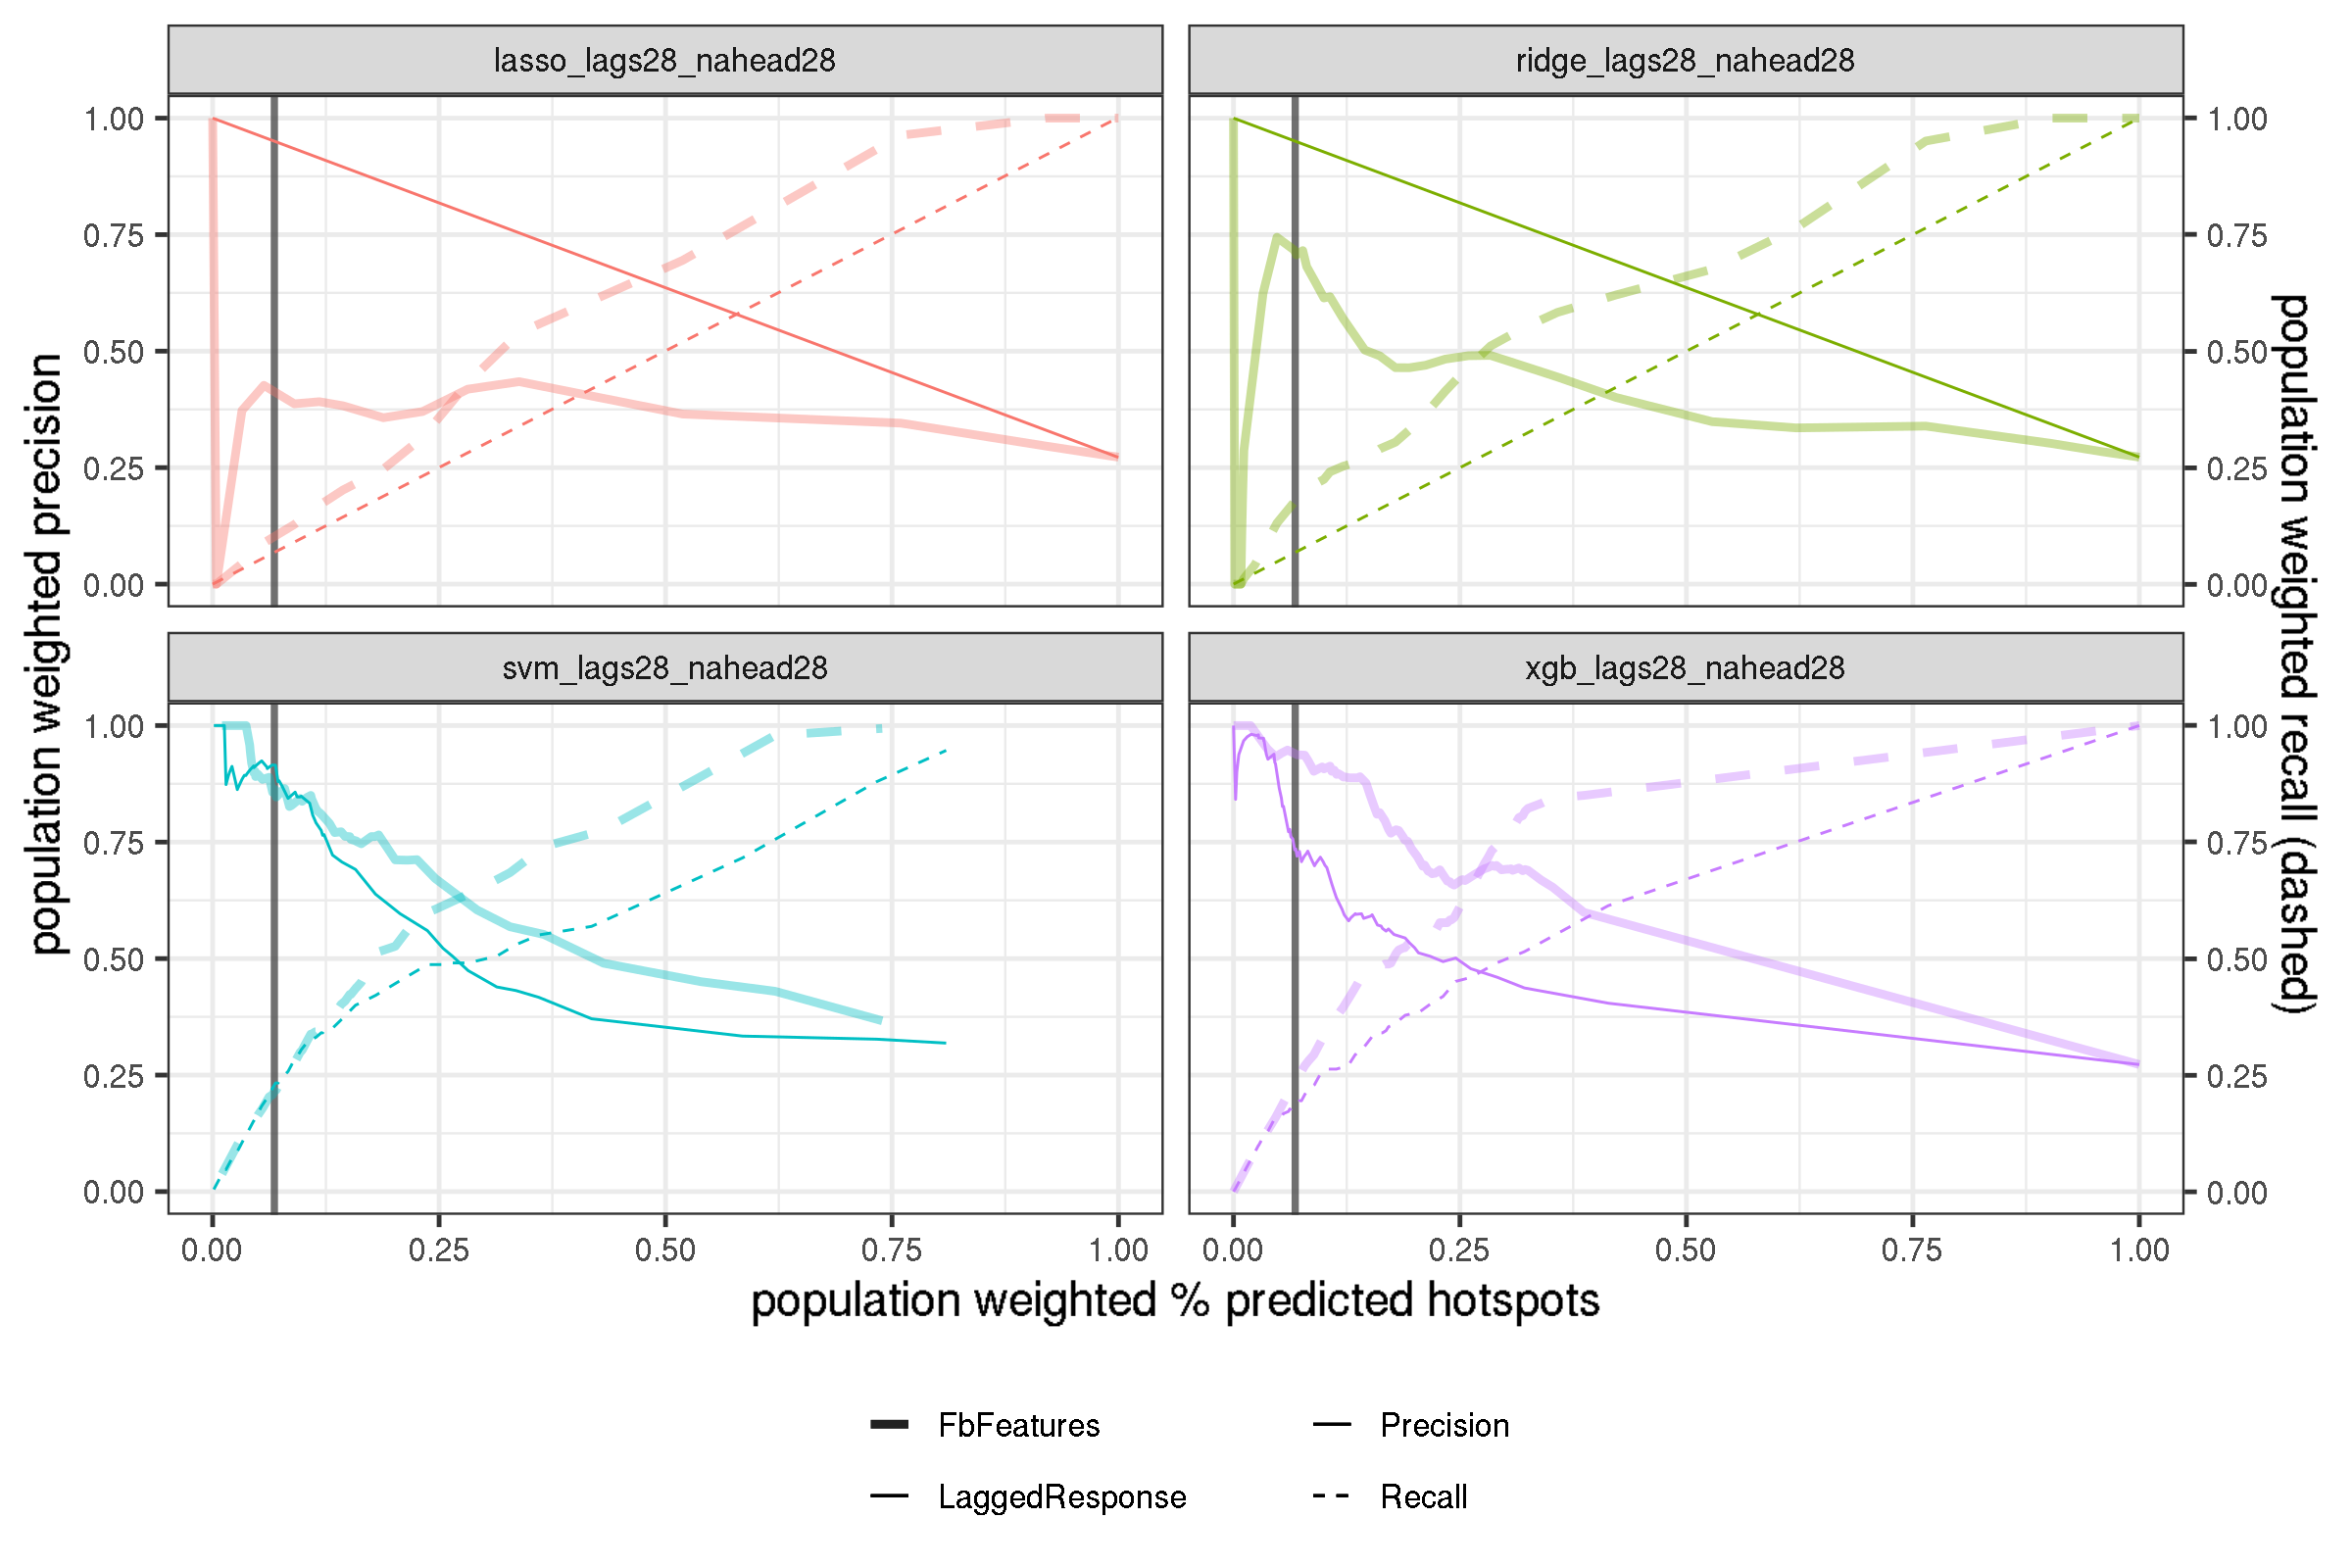 lasso_lags28_nahead28
ridge_lags28_nahead28
1.00
0.75
0.50
0.25
0.00
1.00
0.75
0.50
0.25
0.00
svm_lags28_nahead28
xgb_lags28_nahead28
1.00
0.75
0.50
0.25
0.00
1.00
0.75
0.50
0.25
0.00
0.00 0.25 0.50 0.75 1.00
0.00 0.25 0.50 0.75 1.00
population weighted precision
population weighted recall (dashed)
population weighted % predicted hotspots
FbFeatures
Precision
LaggedResponse
Recall